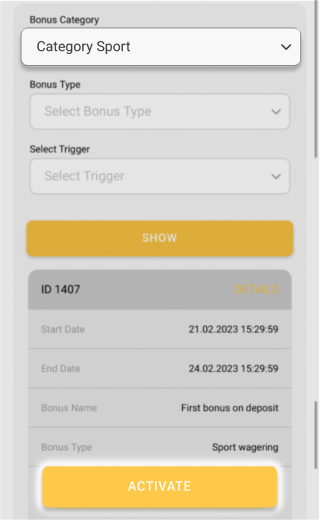 Bonus Category
Category Sport
Bonus Type
Select Bonus Type
Select Trigger
Select Trigger
SHOW
ID 1407 DETAILS
Start Date 21.02.2023 15:29:59
End Date 24.02.2023 15:29:59
Bonus Name First bonus on deposit
Bonus Type Sport wagering
ACTIVATE